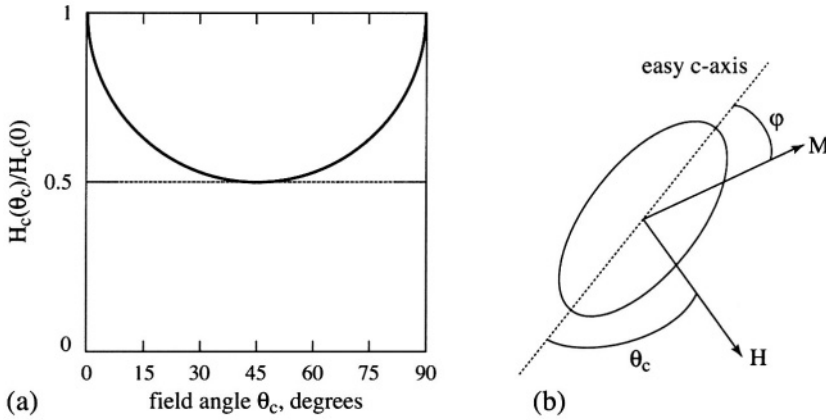 1
0.5
0
H_c(θ_c)/H_c(0)
0 15 30 45 60 75 90
field angle θ_c, degrees
(a)
easy c-axis
φ
M
θ_c
H
(b)